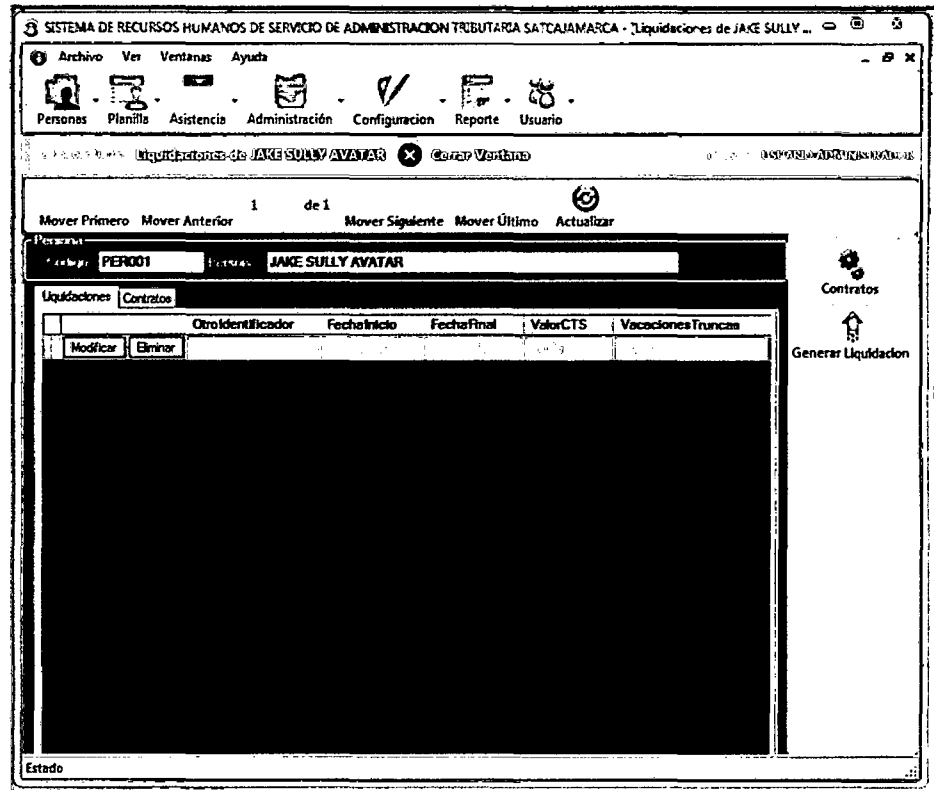 SISTEMA DE RECURSOS HUMANOS DE SERVICIO DE ADMINISTRACION TRIBUTARIA SATCAJAMARCA - [Liquidaciones de JAKE SULLY ...
Archivo Ver Ventanas Ayuda
Personas Planilla Asistencia Administración Configuracion Reporte Usuario
Liquidaciones de JAKE SULLY AVATAR Cerrar Ventana USUARIO ADMINISTRADOR
1 de 1
Mover Primero Mover Anterior Mover Siguiente Mover Último Actualizar
Persona
PER001 JAKE SULLY AVATAR
Contratos
Liquidaciones Contratos
OtroIdentificador FechaInicio FechaFinal ValorCTS VacacionesTruncas
Modificar Eliminar
Generar Liquidacion
Estado